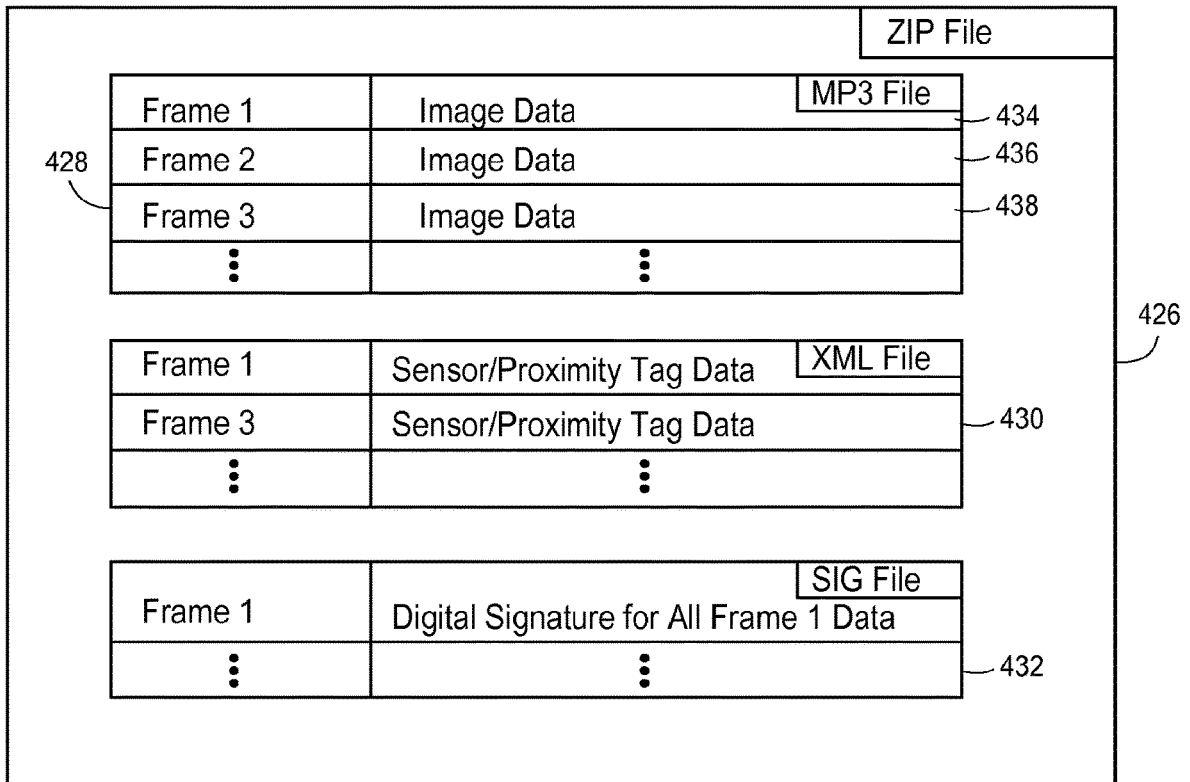 ZIP File
MP3 File
Frame 1 Image Data
434
Frame 2 Image Data
436
428
Frame 3 Image Data
438
426
XML File
Frame 1 Sensor/Proximity Tag Data
Frame 3 Sensor/Proximity Tag Data
430
SIG File
Frame 1 Digital Signature for All Frame 1 Data
432